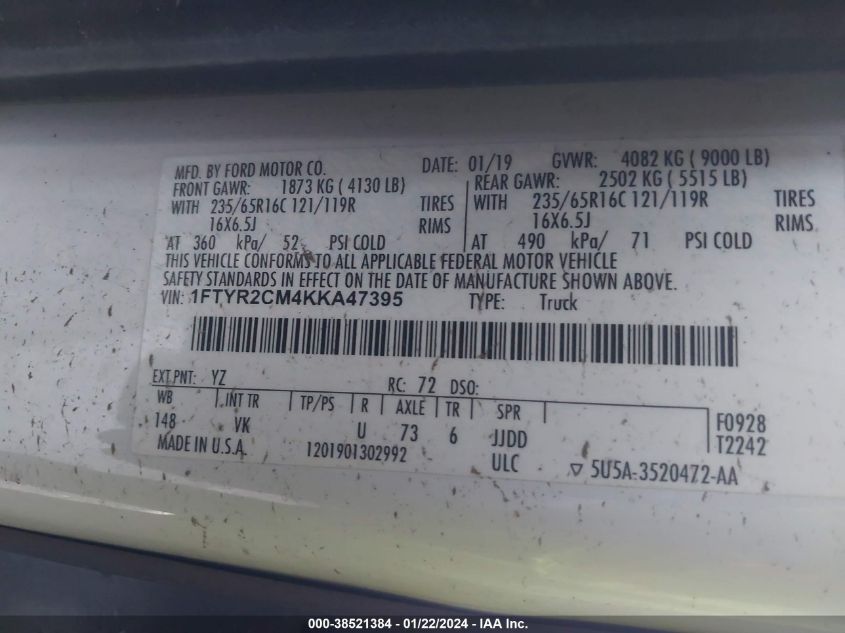 MFD. BY FORD MOTOR CO. DATE: 01/19 GVWR: 4082 KG ( 9000 LB)
FRONT GAWR: 1873 KG ( 4130 LB) REAR GAWR: 2502 KG ( 5515 LB)
WITH 235/65R16C 121/119R TIRES WITH 235/65R16C 121/119R TIRES
16X6.5J RIMS 16X6.5J RIMS
AT 360 kPa/ 52 PSI COLD AT 490 kPa/ 71 PSI COLD
THIS VEHICLE CONFORMS TO ALL APPLICABLE FEDERAL MOTOR VEHICLE
SAFETY STANDARDS IN EFFECT ON THE DATE OF MANUFACTURE SHOWN ABOVE.
VIN: 1FTYR2CM4KKA47395 TYPE: Truck
EXT PNT: YZ RC: 72 DSO:
WB INT TR TP/PS R AXLE TR SPR F0928
148 VK U 73 6 JJDD T2242
MADE IN U.S.A. 1201901302992 ULC ▽ 5U5A-3520472-AA
000-38521384 - 01/22/2024 - IAA Inc.